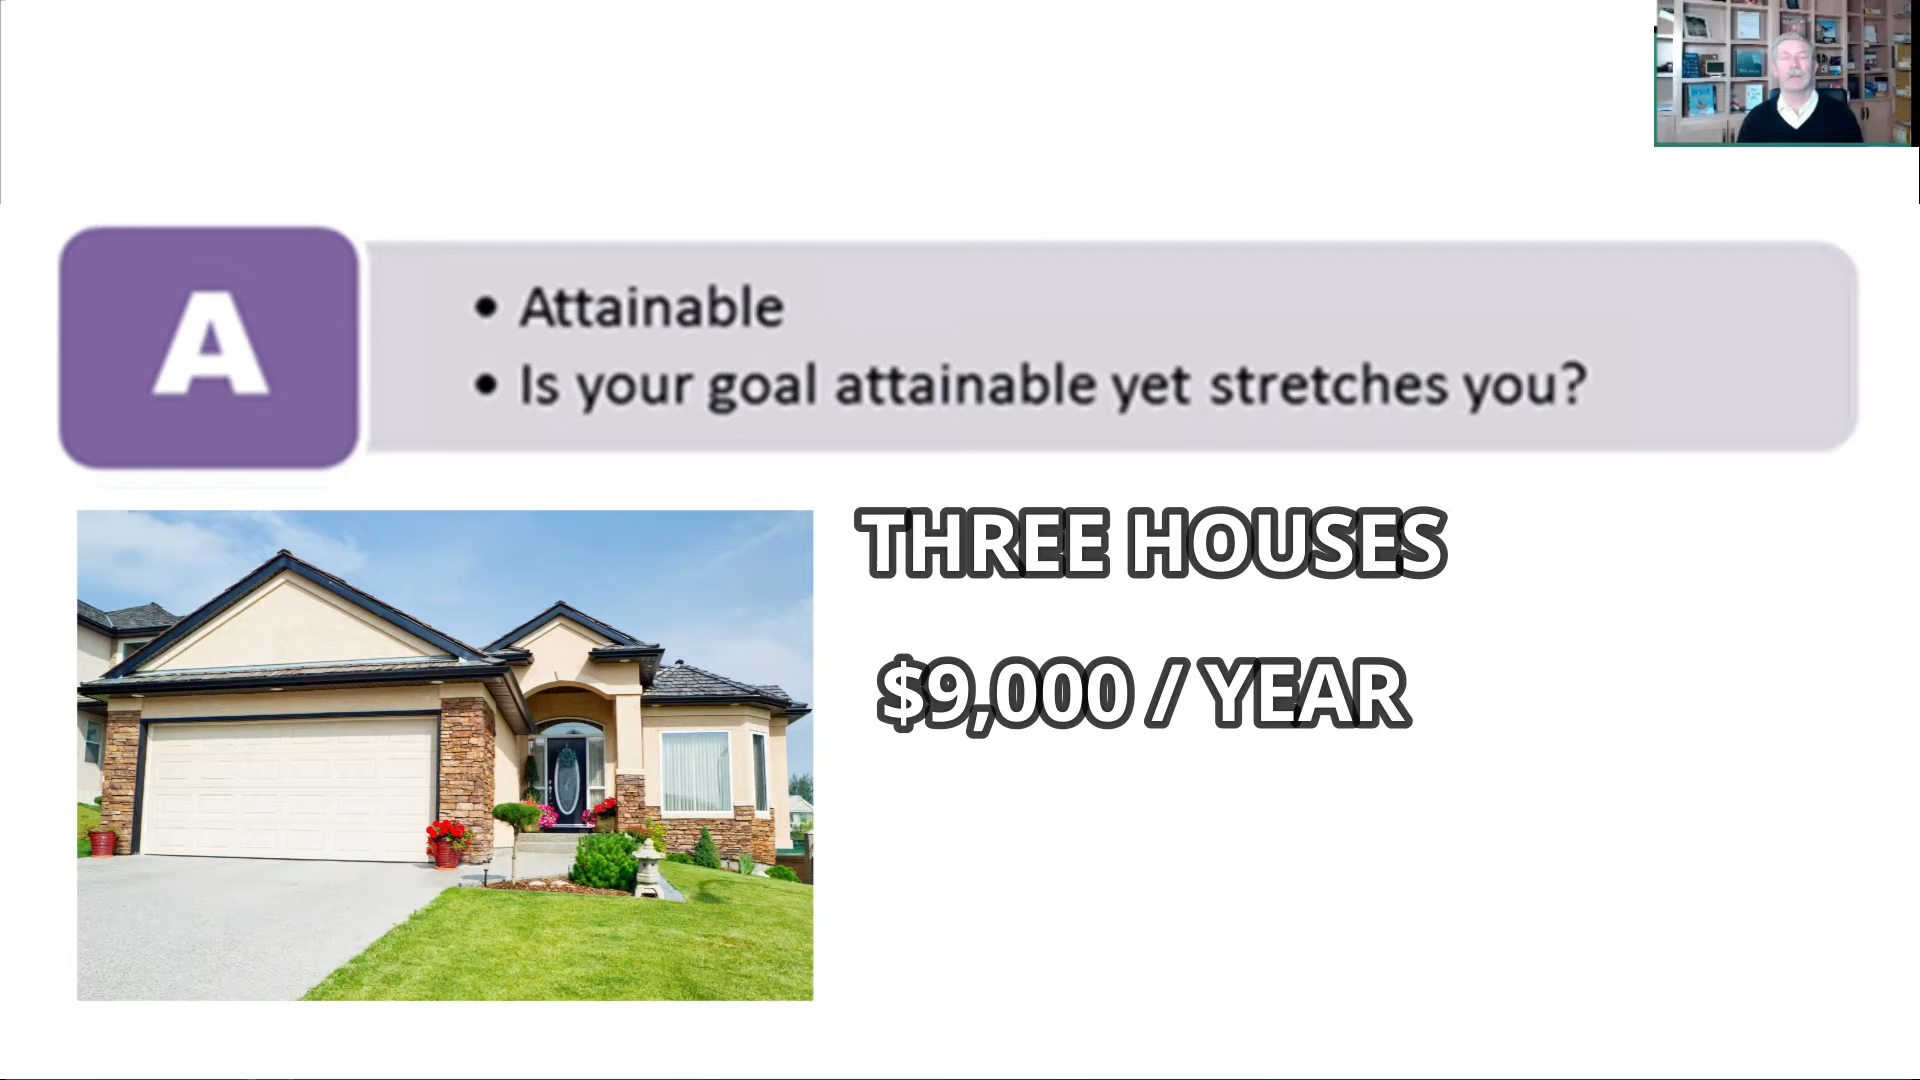 A
• Attainable
• Is your goal attainable yet stretches you?
THREE HOUSES
$9,000 / YEAR